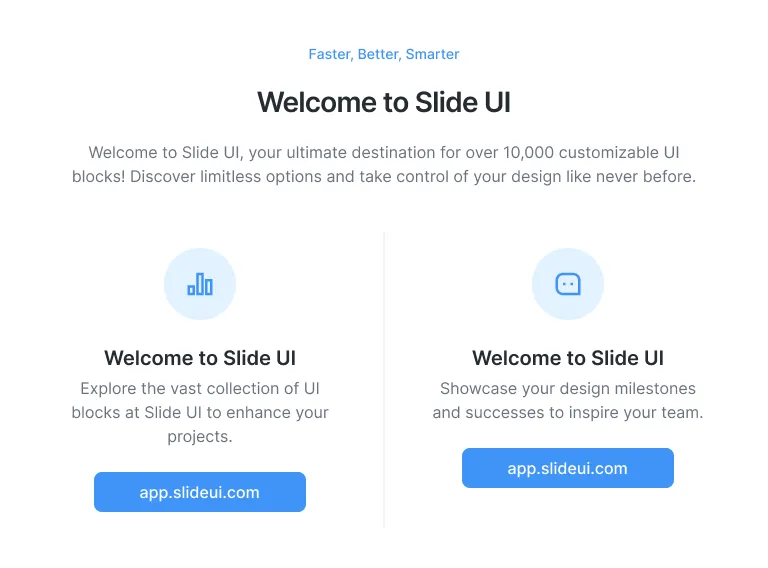 Faster, Better, Smarter
Welcome to Slide UI
Welcome to Slide UI, your ultimate destination for over 10,000 customizable UI
blocks! Discover limitless options and take control of your design like never before.
Welcome to Slide UI
Explore the vast collection of UI
blocks at Slide UI to enhance your
projects.
app.slideui.com
Welcome to Slide UI
Showcase your design milestones
and successes to inspire your team.
app.slideui.com